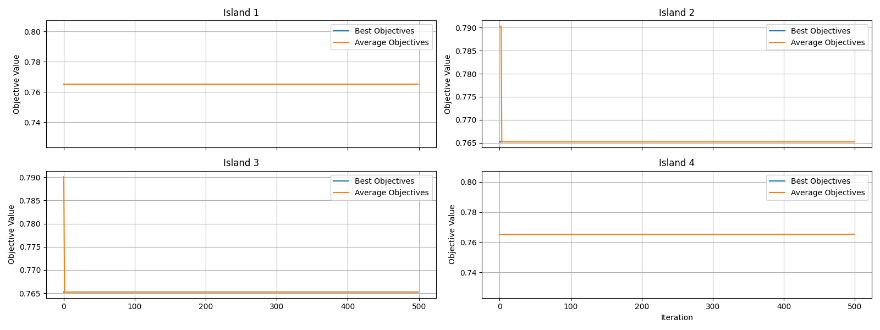 Island 1
Objective Value
0.80
0.78
0.76
0.74
Best Objectives
Average Objectives
Island 2
Objective Value
0.790
0.785
0.780
0.775
0.770
0.765
Best Objectives
Average Objectives
Island 3
Objective Value
0.790
0.785
0.780
0.775
0.770
0.765
Best Objectives
Average Objectives
0 100 200 300 400 500
Island 4
Objective Value
0.80
0.78
0.76
0.74
Best Objectives
Average Objectives
0 100 200 300 400 500
Iteration